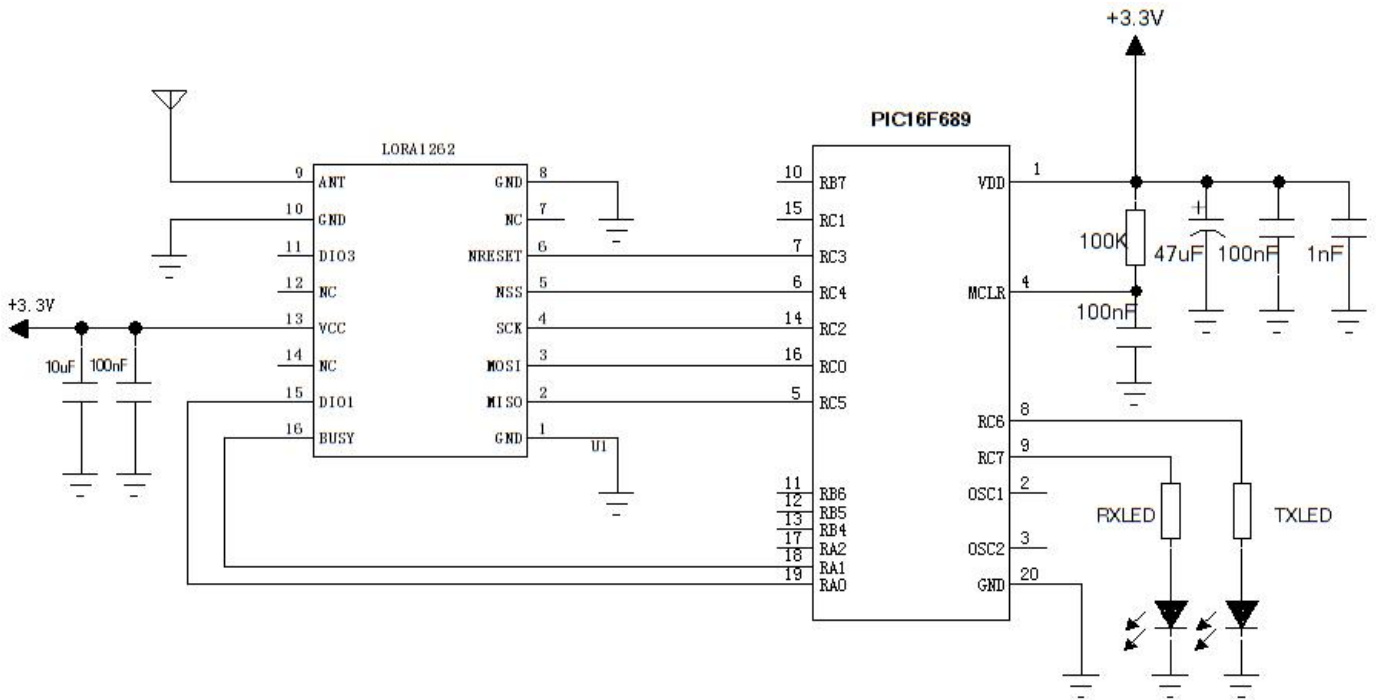 +3.3V
PIC16F689
LORA1262
9 ANT
10 GND
11 DIO3
12 NC
13 VCC
14 NC
15 DIO1
16 BUSY
GND 8
NC 7
NRESET 6
NSS 5
SCK 4
MOSI 3
MISO 2
GND 1
U1
+3.3V
10uF
100nF
10 RB7
15 RC1
7 RC3
6 RC4
14 RC2
16 RC0
5 RC5
11 RB6
12 RB5
13 RB4
17 RA2
18 RA1
19 RA0
VDD 1
MCLR 4
RC6 8
RC7 9
OSC1 2
OSC2 3
GND 20
100K
+
47uF
100nF
1nF
100nF
RXLED
TXLED